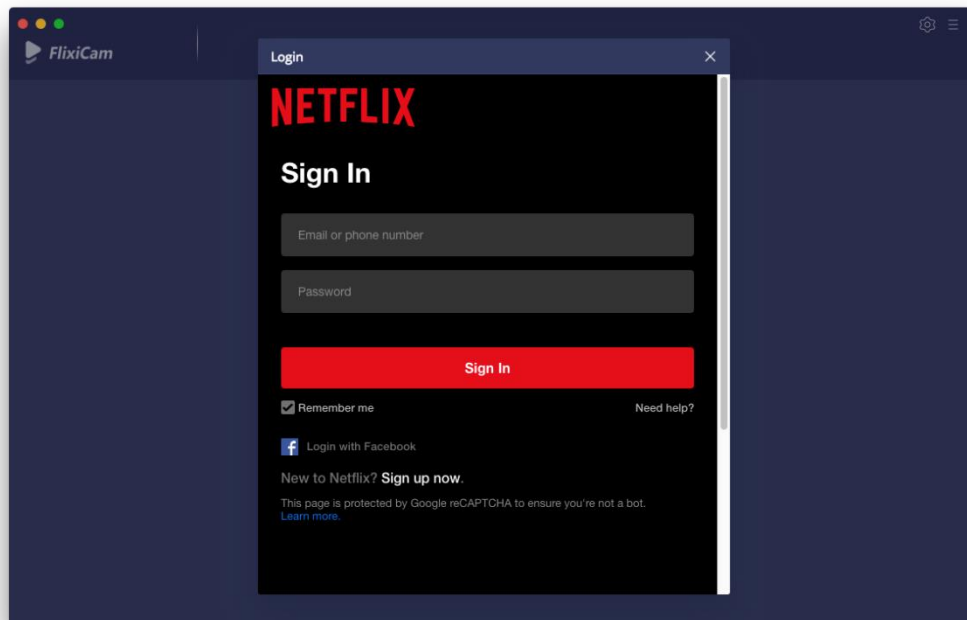 FlixiCam
Login
NETFLIX
Sign In
Email or phone number
Password
Sign In
Remember me
Need help?
Login with Facebook
New to Netflix? Sign up now.
This page is protected by Google reCAPTCHA to ensure you're not a bot.
Learn more.